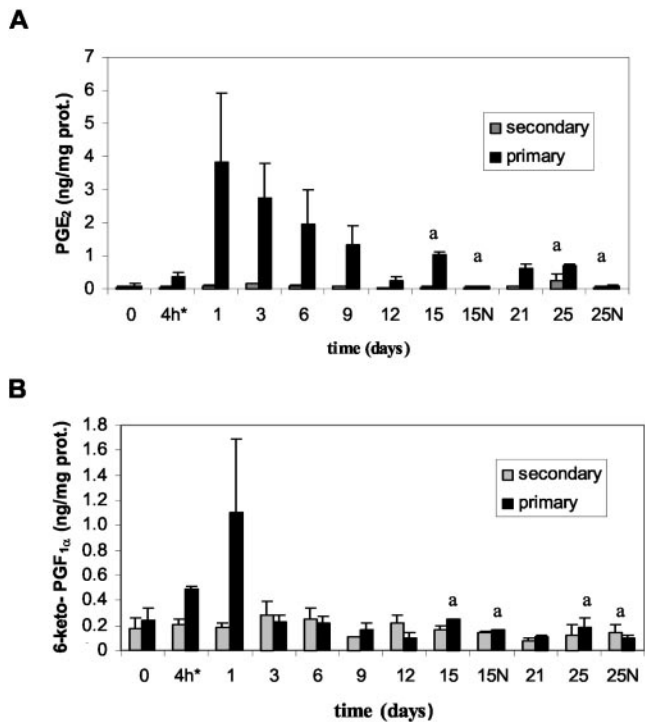 A
7
6
5
4
3
2
1
0
PGE₂ (ng/mg prot.)
secondary
primary
a a a a
0 4h* 1 3 6 9 12 15 15N 21 25 25N
time (days)
B
1.8
1.6
1.4
1.2
1.0
0.8
0.6
0.4
0.2
0
6-keto- PGF₁α (ng/mg prot.)
secondary
primary
a a a a
0 4h* 1 3 6 9 12 15 15N 21 25 25N
time (days)